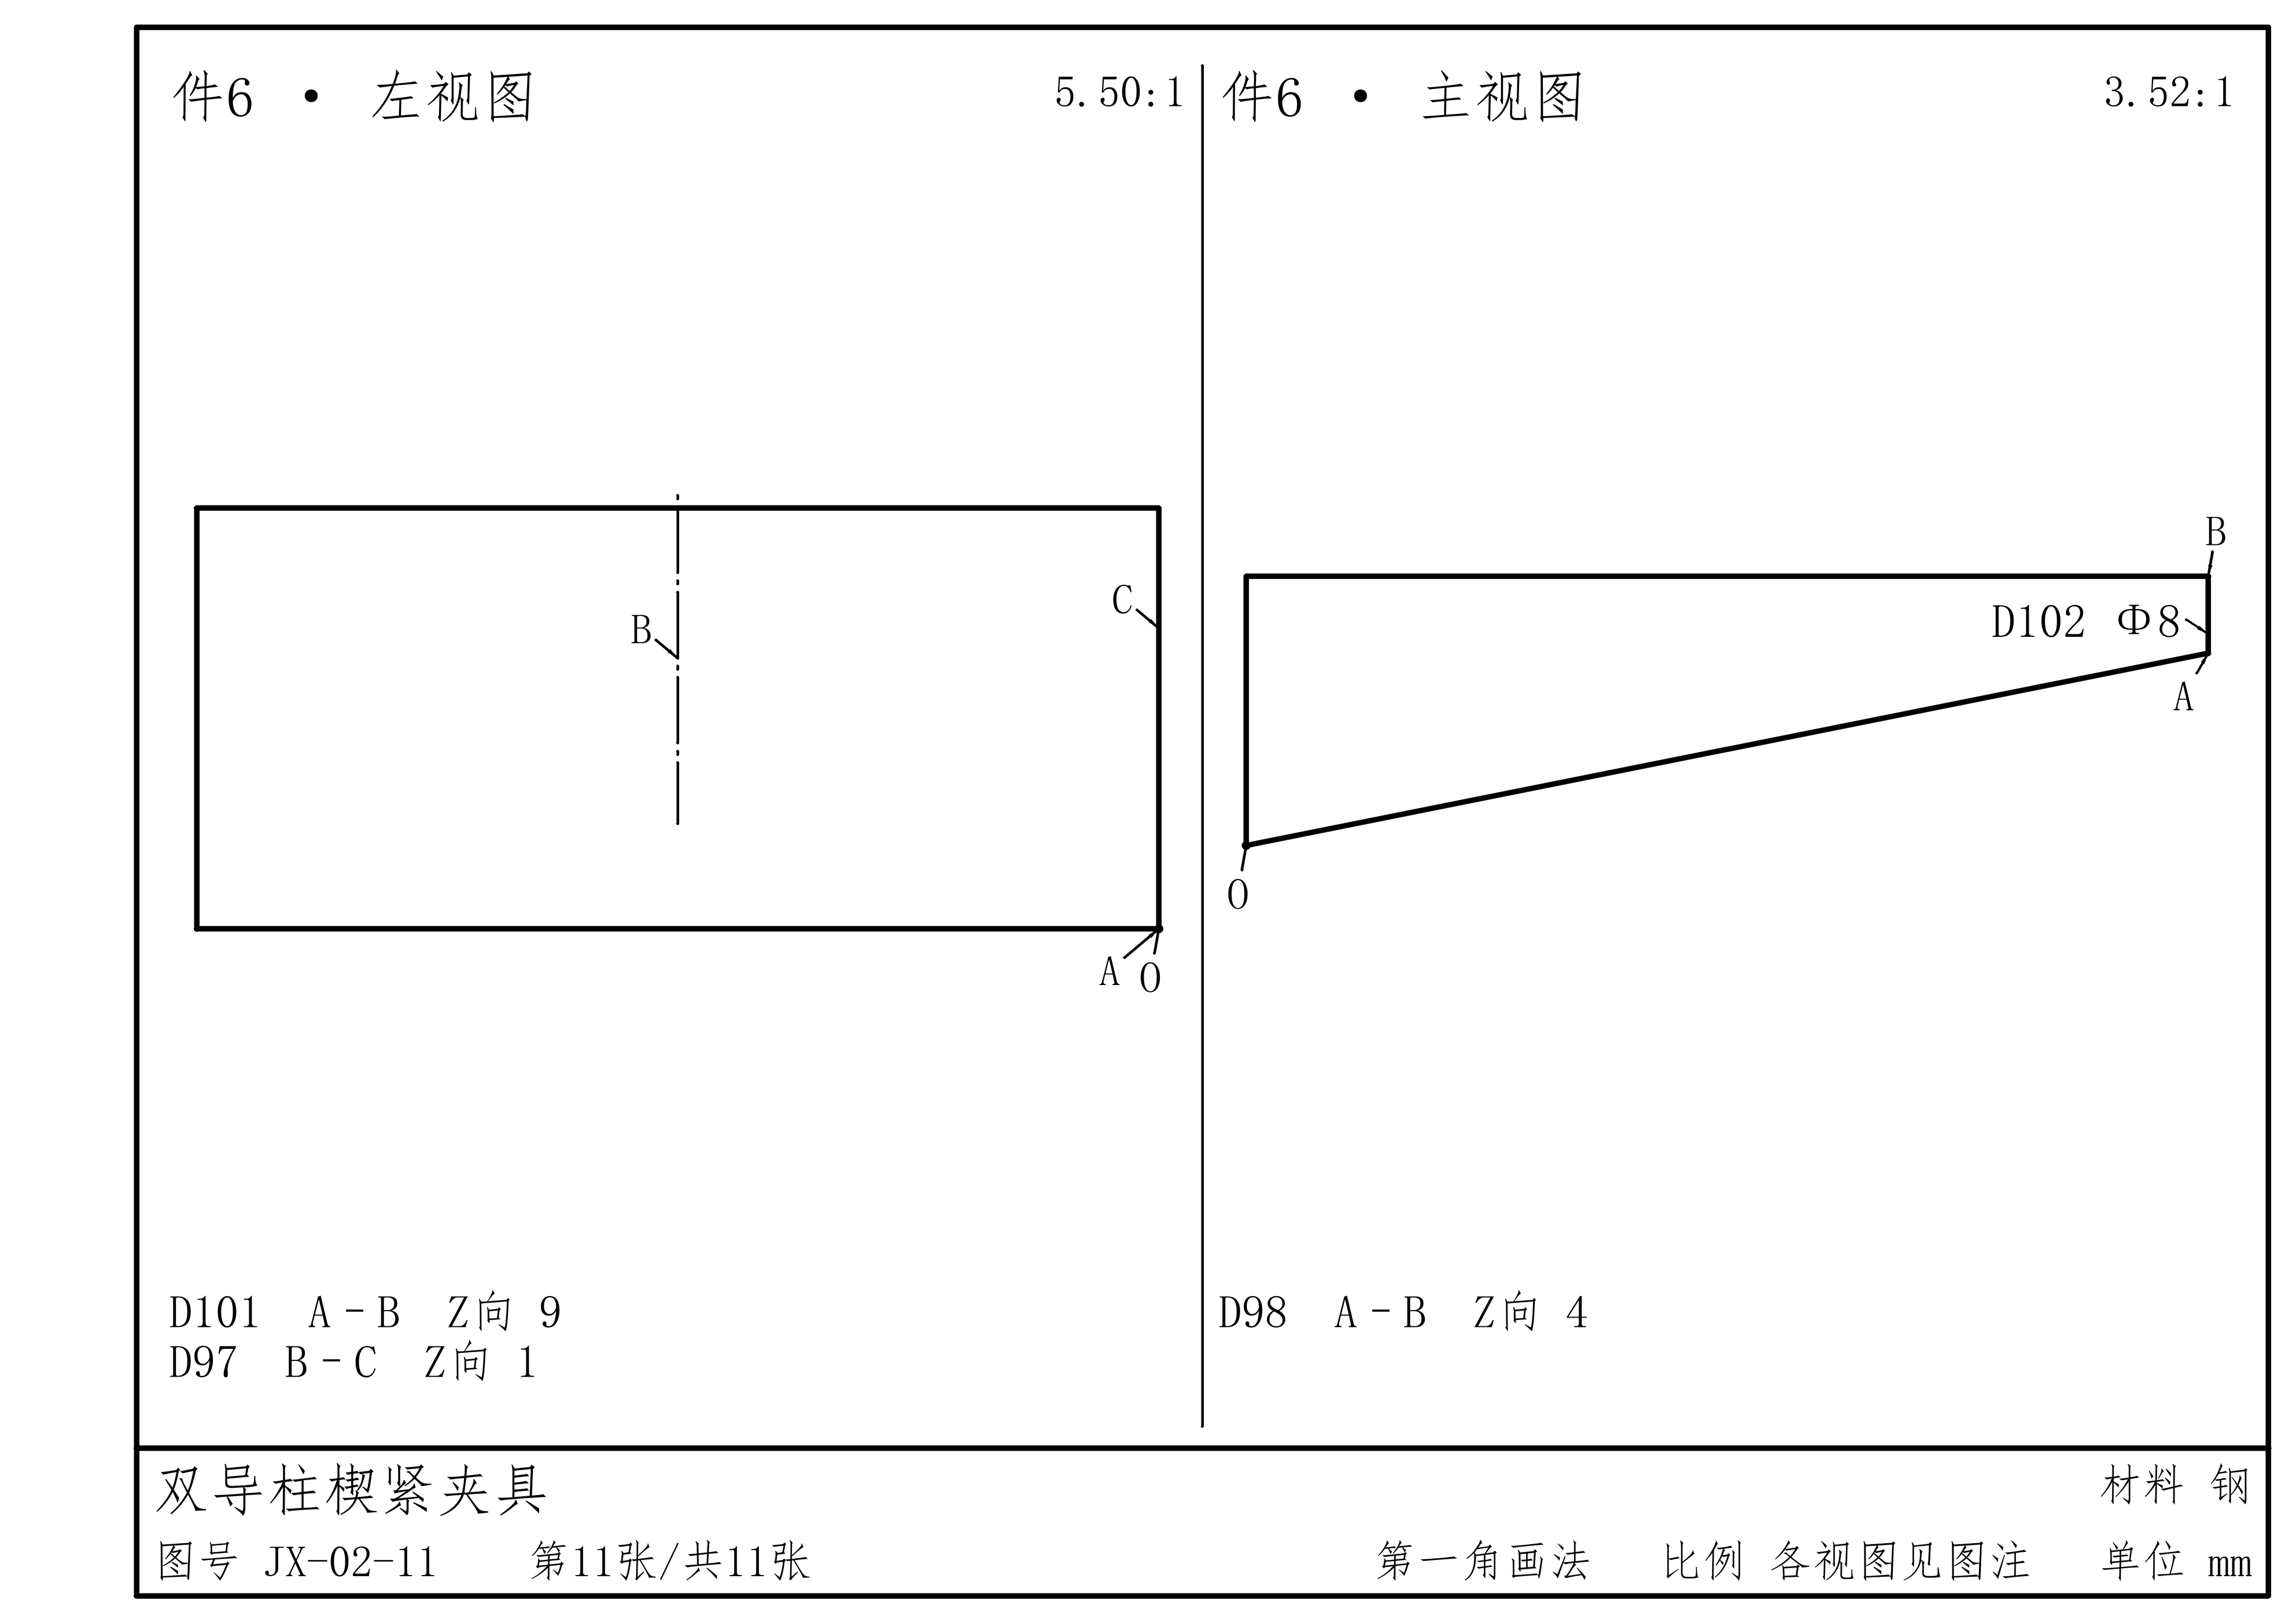 件6 · 左视图 5.50:1
B
C
A O
D101 A-B Z向 9
D97 B-C Z向 1
件6 · 主视图 3.52:1
B
D102 Φ8
A
O
D98 A-B Z向 4
双导柱楔紧夹具 材料 钢
图号 JX-02-11 第11张/共11张 第一角画法 比例 各视图见图注 单位 mm